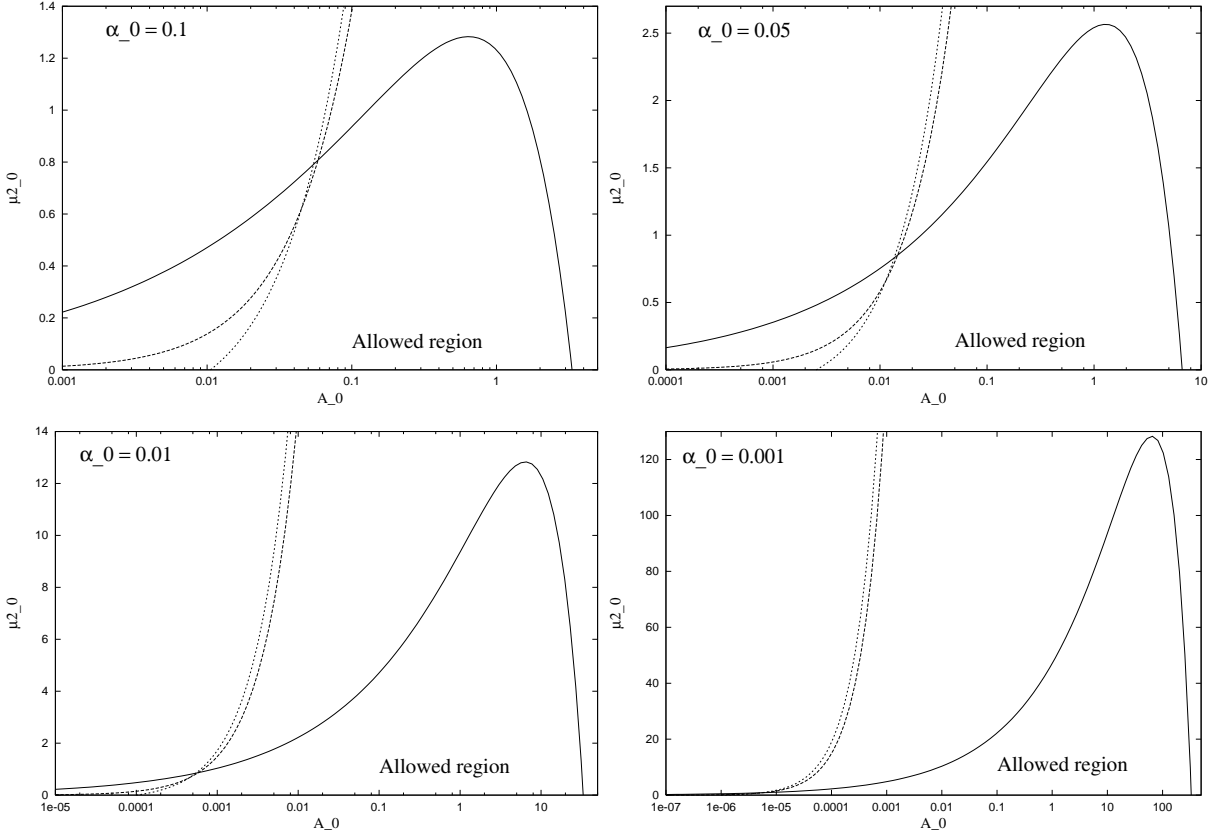 α_0 = 0.1
1.4
1.2
1
0.8
0.6
0.4
0.2
0
μ2_0
Allowed region
0.001 0.01 0.1 1
A_0
α_0 = 0.05
2.5
2
1.5
1
0.5
0
μ2_0
Allowed region
0.0001 0.001 0.01 0.1 1 10
A_0
α_0 = 0.01
14
12
10
8
6
4
2
0
μ2_0
Allowed region
1e-05 0.0001 0.001 0.01 0.1 1 10
A_0
α_0 = 0.001
120
100
80
60
40
20
0
μ2_0
Allowed region
1e-07 1e-06 1e-05 0.0001 0.001 0.01 0.1 1 10 100
A_0